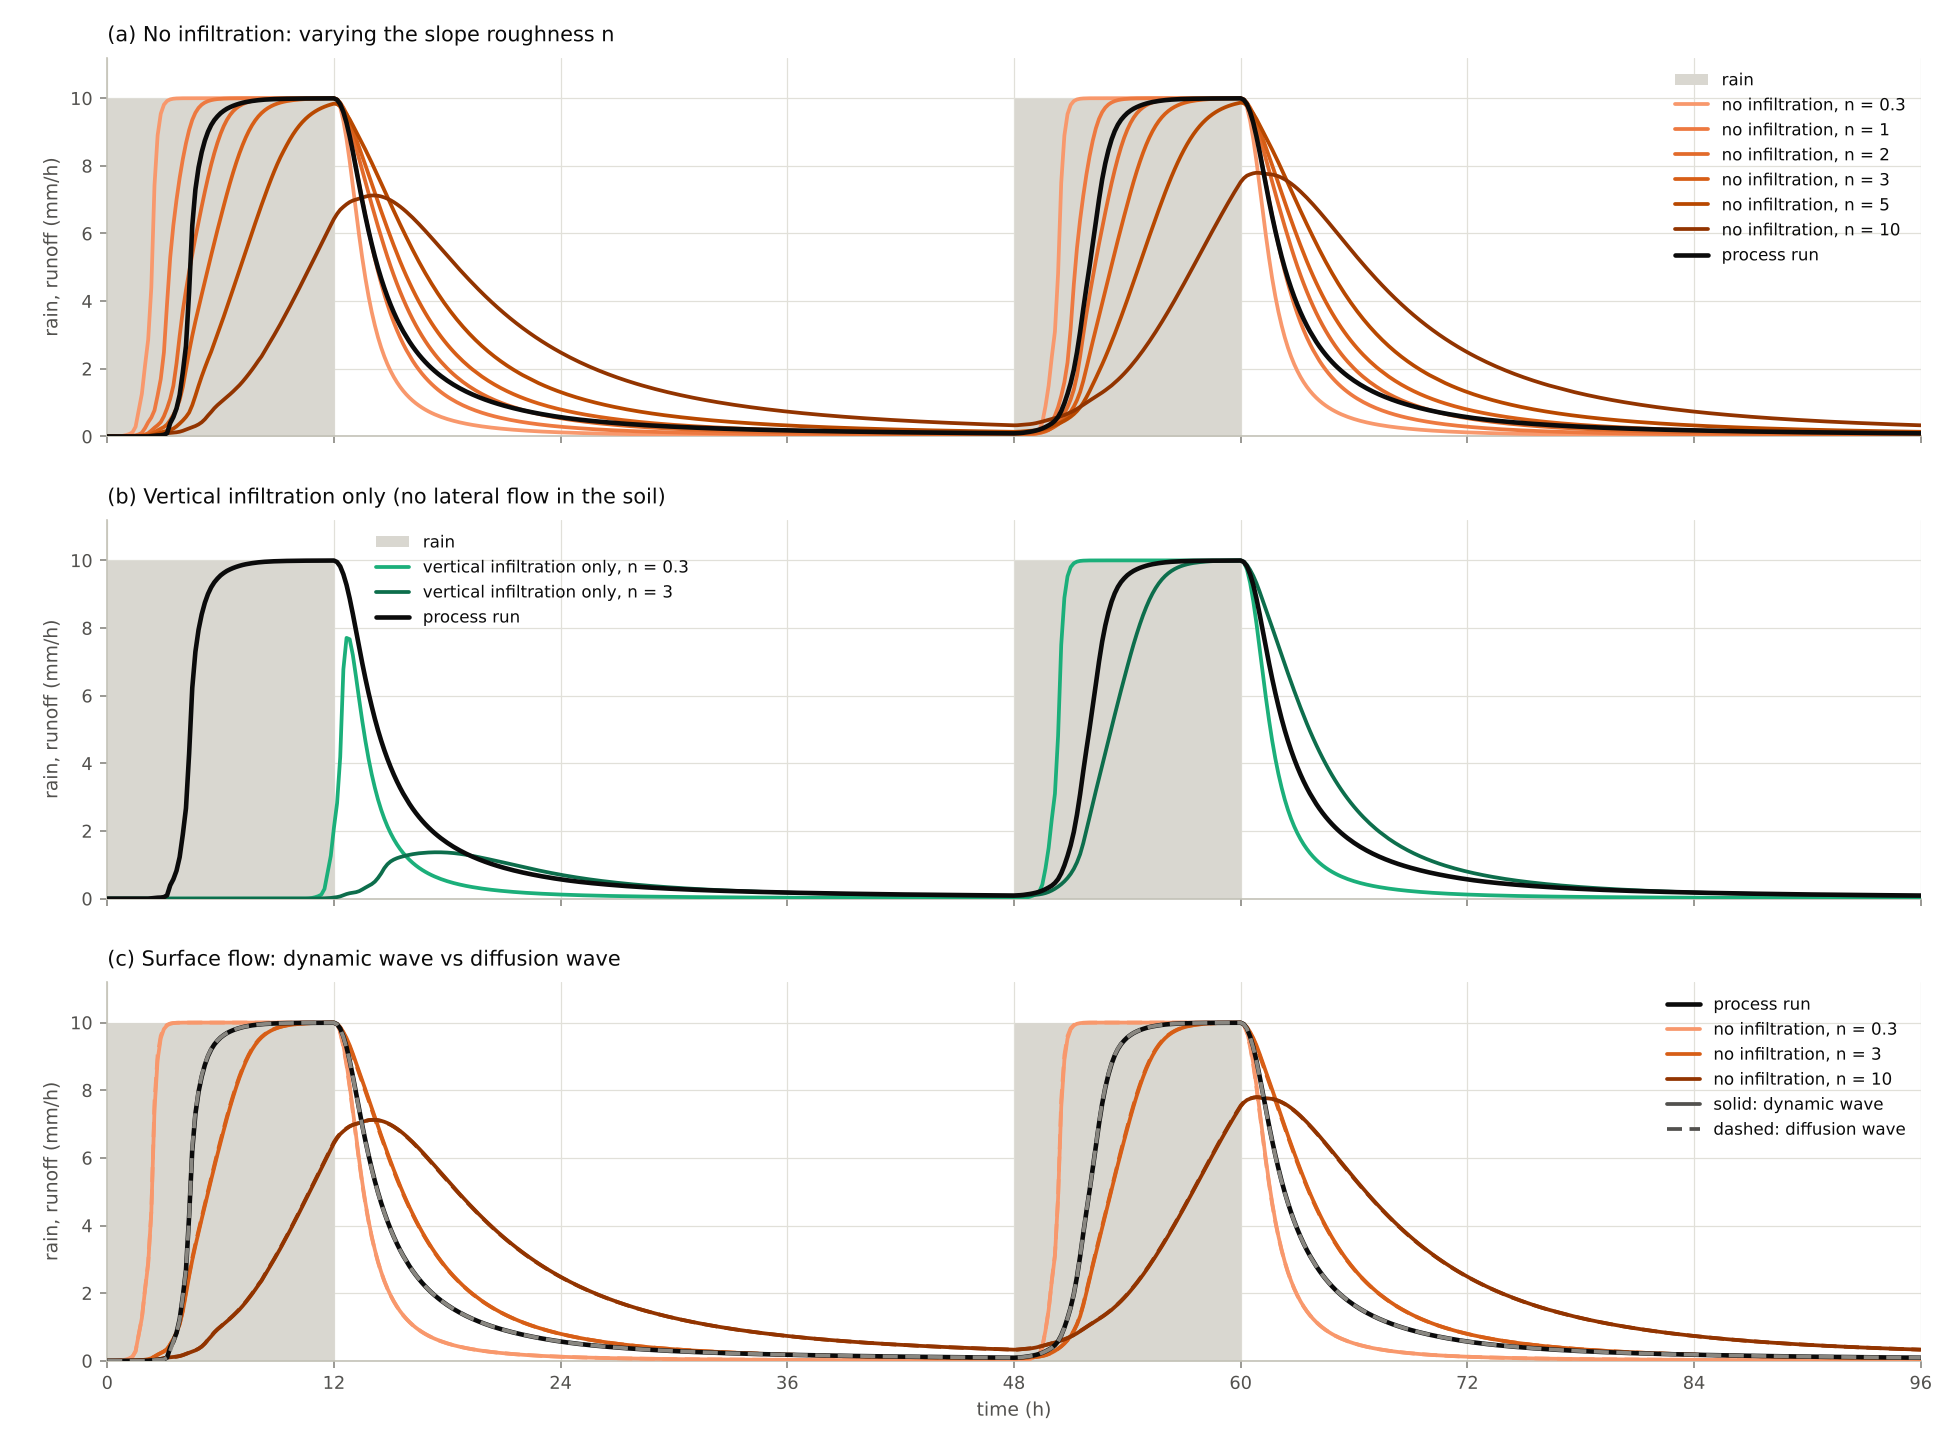 (a) No infiltration: varying the slope roughness n
10
8
6
4
2
0
rain, runoff (mm/h)
rain
no infiltration, n = 0.3
no infiltration, n = 1
no infiltration, n = 2
no infiltration, n = 3
no infiltration, n = 5
no infiltration, n = 10
process run
(b) Vertical infiltration only (no lateral flow in the soil)
10
8
6
4
2
0
rain, runoff (mm/h)
rain
vertical infiltration only, n = 0.3
vertical infiltration only, n = 3
process run
(c) Surface flow: dynamic wave vs diffusion wave
10
8
6
4
2
0
rain, runoff (mm/h)
process run
no infiltration, n = 0.3
no infiltration, n = 3
no infiltration, n = 10
solid: dynamic wave
dashed: diffusion wave
0 12 24 36 48 60 72 84 96
time (h)